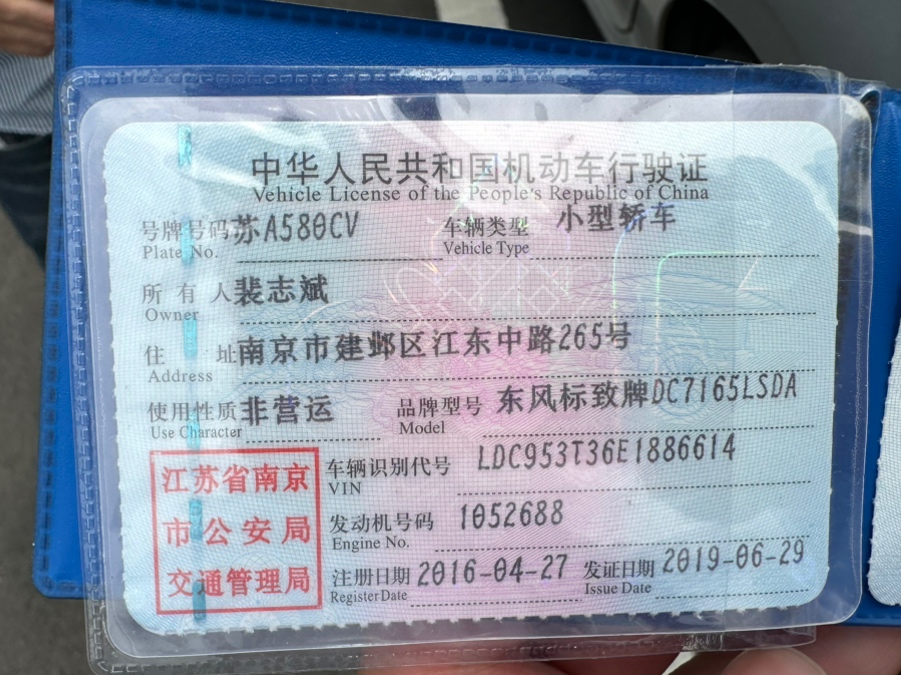 中华人民共和国机动车行驶证
Vehicle License of the People's Republic of China
号牌号码 苏A580CV 车辆类型 小型轿车
Plate No. Vehicle Type
所有人 裴志斌
Owner
住址 南京市建邺区江东中路265号
Address
使用性质 非营运 品牌型号 东风标致牌DC7165LSDA
Use Character Model
江苏省南京
市公安局
交通管理局
车辆识别代号 LDC953T36E1886614
VIN
发动机号码 1052688
Engine No.
注册日期 2016-04-27 发证日期 2019-06-29
Register Date Issue Date